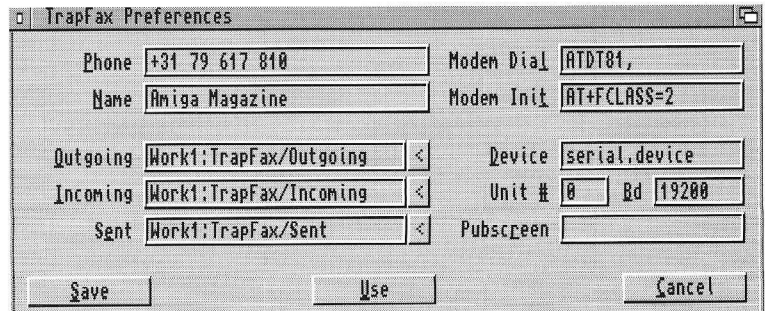 TrapFax Preferences
Phone +31 79 617 810 Modem Dial ATDT81,
Name Amiga Magazine Modem Init AT+FCLASS=2
Outgoing Work1:TrapFax/Outgoing < Device serial.device
Incoming Work1:TrapFax/Incoming < Unit # 0 Bd 19200
Sent Work1:TrapFax/Sent < Pubscreen
Save Use Cancel